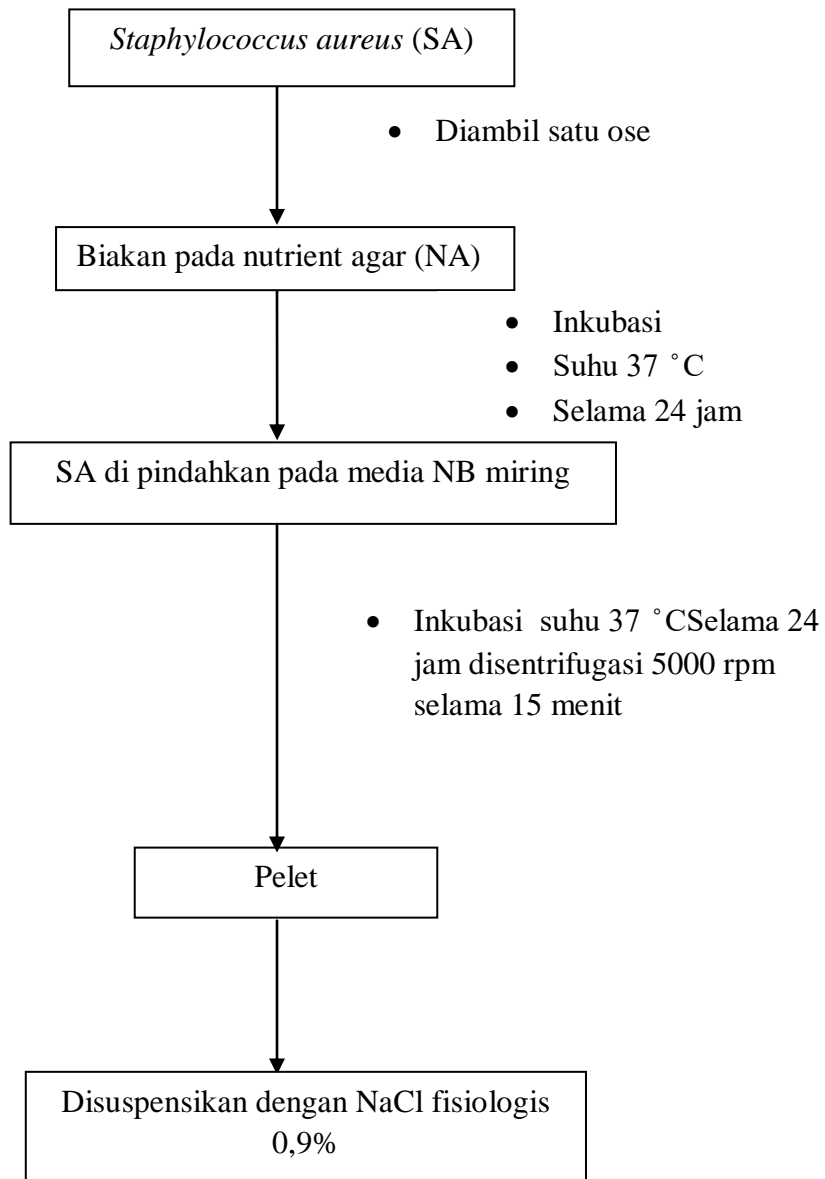 Staphylococcus aureus (SA)
• Diambil satu ose
Biakan pada nutrient agar (NA)
• Inkubasi
• Suhu 37 ˚C
• Selama 24 jam
SA di pindahkan pada media NB miring
• Inkubasi suhu 37 ˚CSelama 24
jam disentrifugasi 5000 rpm
selama 15 menit
Pelet
Disuspensikan dengan NaCl fisiologis
0,9%